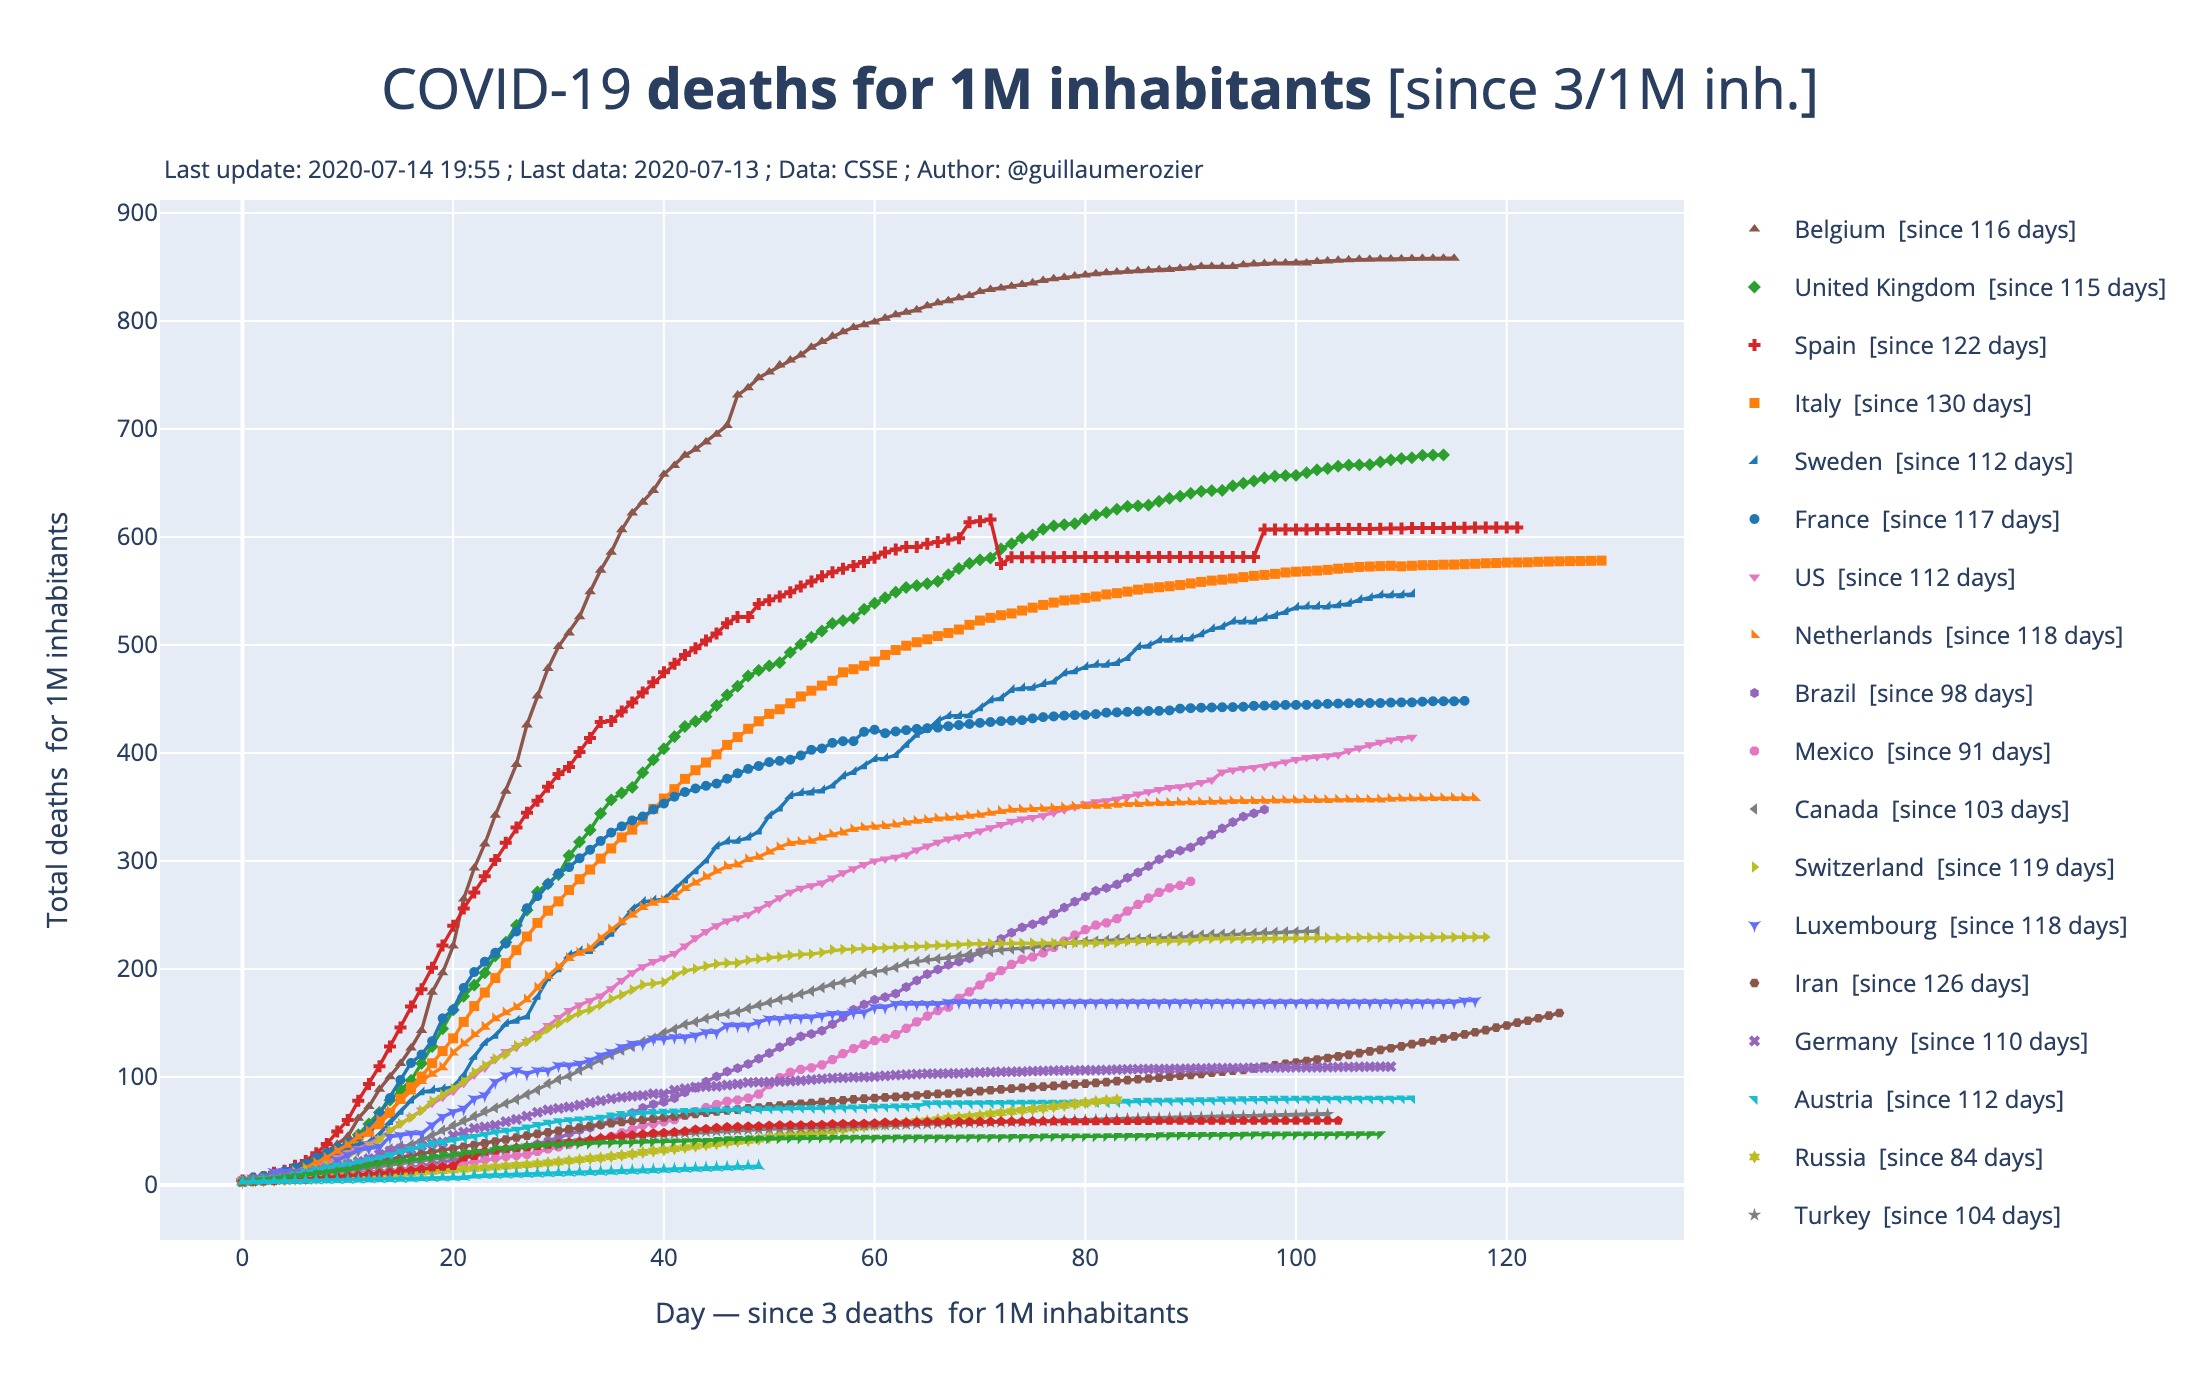 COVID-19 deaths for 1M inhabitants [since 3/1M inh.]
Last update: 2020-07-14 19:55 ; Last data: 2020-07-13 ; Data: CSSE ; Author: @guillaumerozier
Total deaths for 1M inhabitants
900
800
700
600
500
400
300
200
100
0
0 20 40 60 80 100 120
Day — since 3 deaths for 1M inhabitants
Belgium [since 116 days]
United Kingdom [since 115 days]
Spain [since 122 days]
Italy [since 130 days]
Sweden [since 112 days]
France [since 117 days]
US [since 112 days]
Netherlands [since 118 days]
Brazil [since 98 days]
Mexico [since 91 days]
Canada [since 103 days]
Switzerland [since 119 days]
Luxembourg [since 118 days]
Iran [since 126 days]
Germany [since 110 days]
Austria [since 112 days]
Russia [since 84 days]
Turkey [since 104 days]